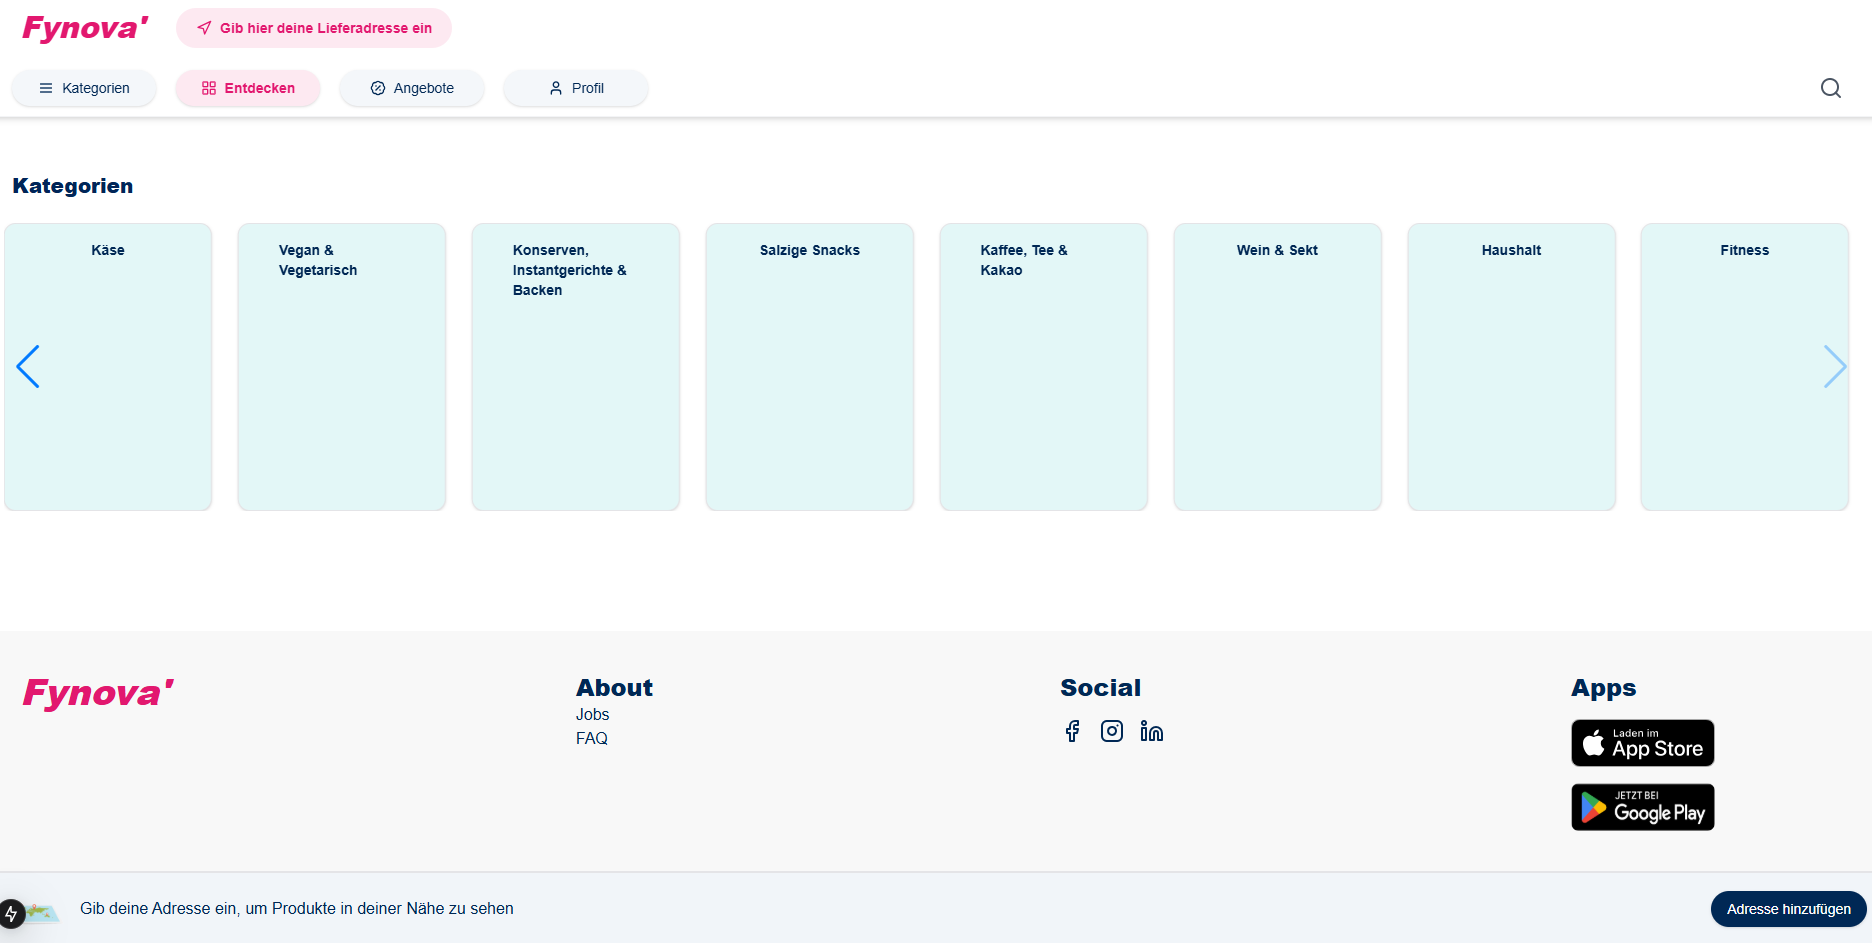 Fynova'
Gib hier deine Lieferadresse ein
Kategorien
Entdecken
Angebote
Profil
Kategorien
Käse
Vegan &
Vegetarisch
Konserven,
Instantgerichte &
Backen
Salzige Snacks
Kaffee, Tee &
Kakao
Wein & Sekt
Haushalt
Fitness
Fynova'
About
Jobs
FAQ
Social
Apps
Laden im
App Store
JETZT BEI
Google Play
Gib deine Adresse ein, um Produkte in deiner Nähe zu sehen
Adresse hinzufügen